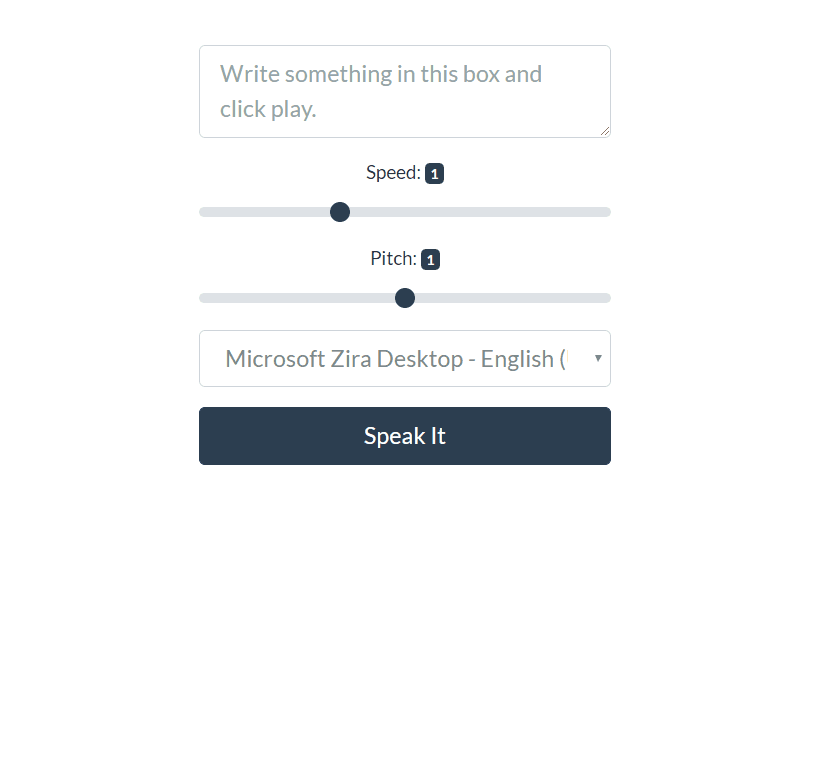 Write something in this box and
click play.
Speed: 1
Pitch: 1
Microsoft Zira Desktop - English (
Speak It